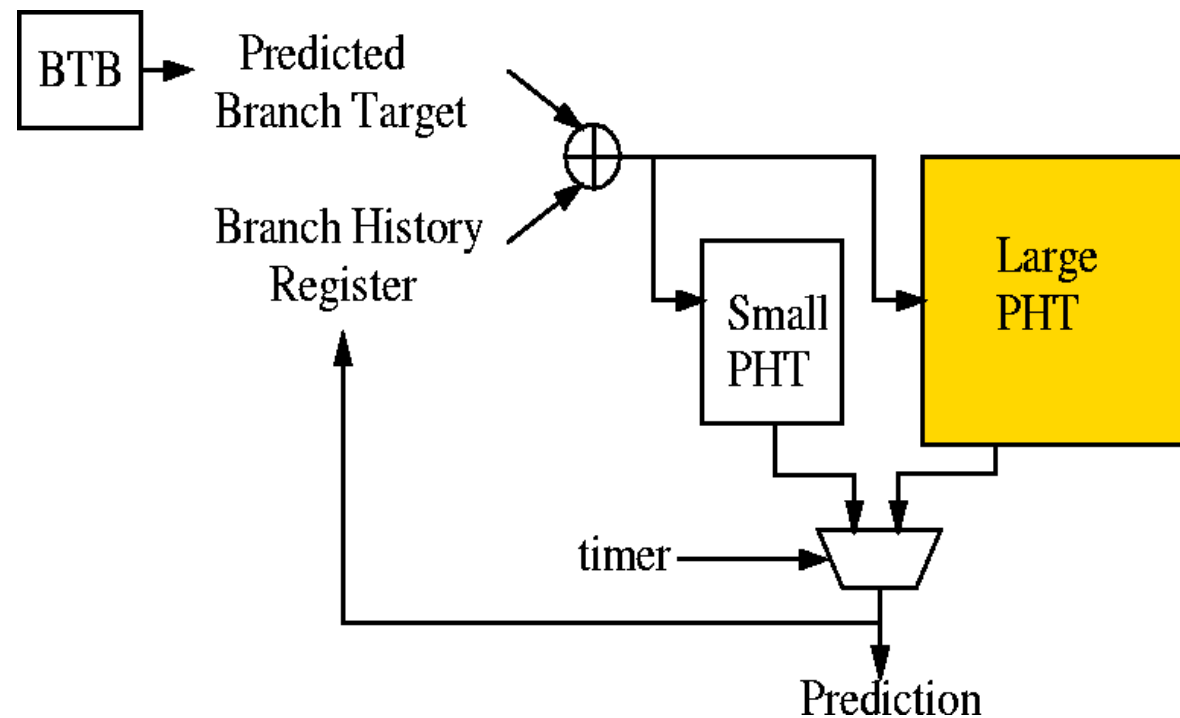 BTB
Predicted
Branch Target
Branch History
Register
Small
PHT
Large
PHT
timer
Prediction